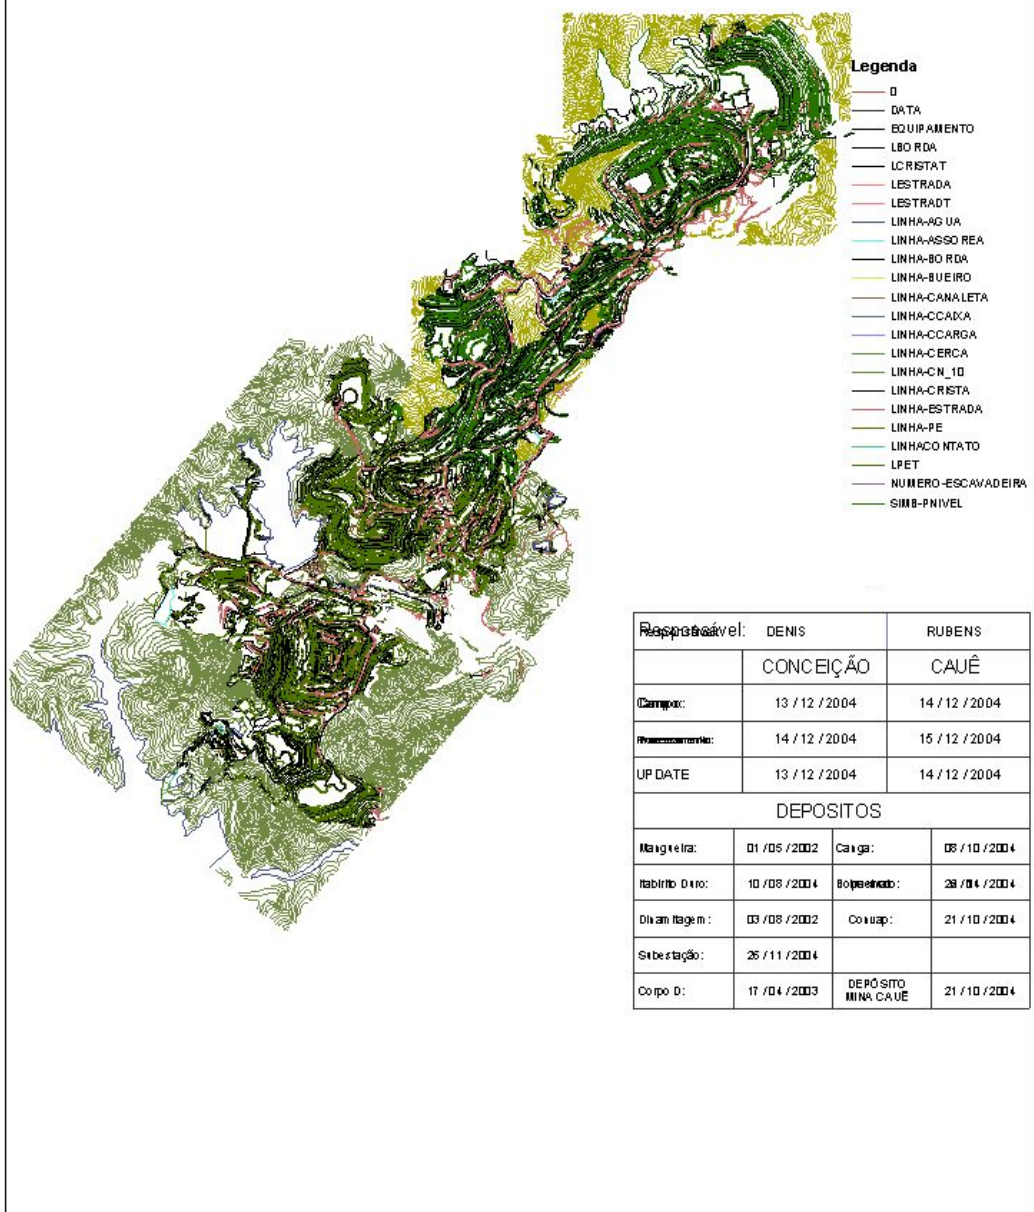 Legenda
0
DATA
EQUIPAMENTO
LBORDA
LCRISTAT
LESTRADA
LESTRADT
LINHA-AGUA
LINHA-ASSOREA
LINHA-BORDA
LINHA-BUEIRO
LINHA-CANALETA
LINHA-CCAIXA
LINHA-CCARGA
LINHA-CERCA
LINHA-CN_10
LINHA-CRISTA
LINHA-ESTRADA
LINHA-PE
LINHACONTATO
LPET
NUMERO-ESCAVADEIRA
SIMB-PNIVEL
Responsável: DENIS RUBENS
CONCEIÇÃO CAUÊ
Campo: 13/12/2004 14/12/2004
14/12/2004 15/12/2004
UPDATE 13/12/2004 14/12/2004
DEPOSITOS
Mangueira: 01/05/2002 Canga: 08/10/2004
Itabirito Duro: 10/08/2004 /2004
Dinamitagem: 03/08/2002 Conuap: 21/10/2004
Subestação: 26/11/2004
Corpo D: 17/04/2003 DEPÓSITO MINA CAUÊ 21/10/2004